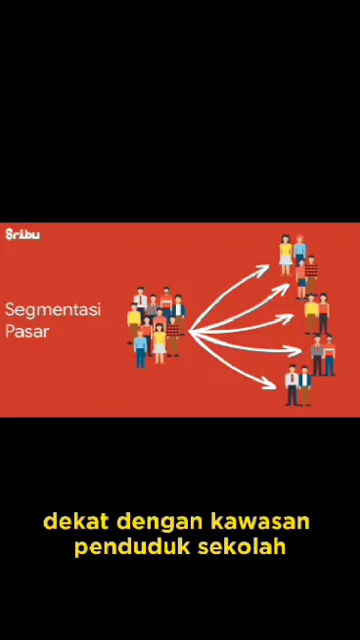 Sribu
Segmentasi
Pasar
dekat dengan kawasan
penduduk sekolah